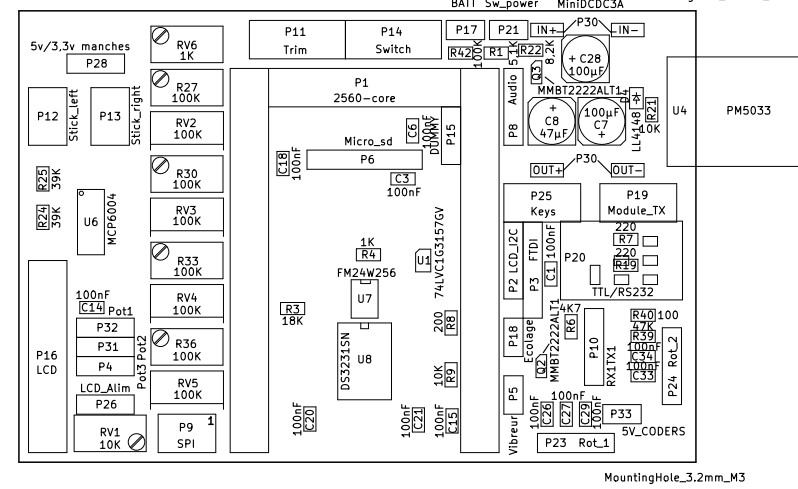 BATT Sw_power MiniDCDC3A
5v/3,3v manches
P28
RV6
1K
P11
Trim
P14
Switch
P17
P21
IN+
P30
IN-
R42
100K
R1
5,1K
R22
8,2K
Q3
C28
100µF
MMBT2222ALT1
P12
Stick_left
P13
Stick_right
R27
100K
RV2
100K
P1
2560-core
Audio
P8
C8
47µF
100µF
C7
D4
LL4148
R21
10K
U4
PM5033
Micro_sd
P6
C18
100nF
C6
100nF
DUMMY
P15
C3
100nF
OUT+
P30
OUT-
R25
39K
R24
39K
U6
MCP6004
R30
100K
RV3
100K
P25
Keys
P19
Module_TX
R33
100K
1K
R4
U1
74LVC1G3157GV
FM24W256
U7
P2 LCD_I2C
P3 FTDI
C1
100nF
P20
220
R7
220
R19
TTL/RS232
P16
LCD
100nF
C14
Pot1
P32
P31
P4
Pot2
Pot3
RV4
100K
R36
100K
R3
18K
DS3231SN
U8
200
R8
10K
R9
P18
Ecolage
Q2
MMBT2222ALT1
4K7
R6
P10
RX1TX1
R40
100
47K
R39
100nF
C34
100nF
C33
P24 Rot_2
LCD_Alim
P26
RV1
10K
RV5
100K
P9
SPI
1
100nF
C20
100nF
C21
100nF
C15
P5
Vibreur
100nF
100nF
C26
C27
C29
100nF
P33
5V_CODERS
P23 Rot_1
MountingHole_3.2mm_M3